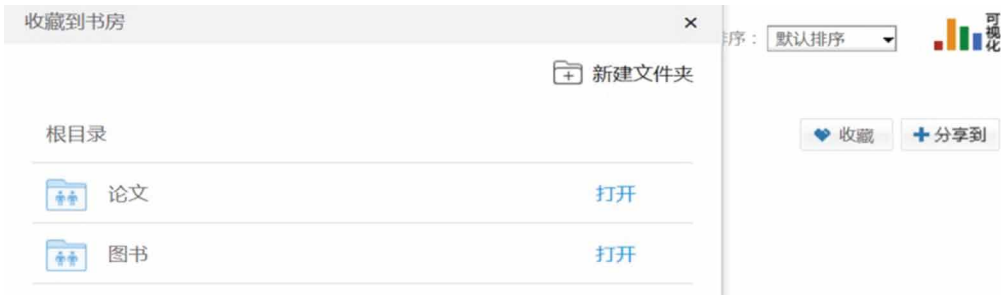 收藏到书房 ×
新建文件夹
根目录
论文 打开
图书 打开
排序： 默认排序
可视化
收藏 分享到